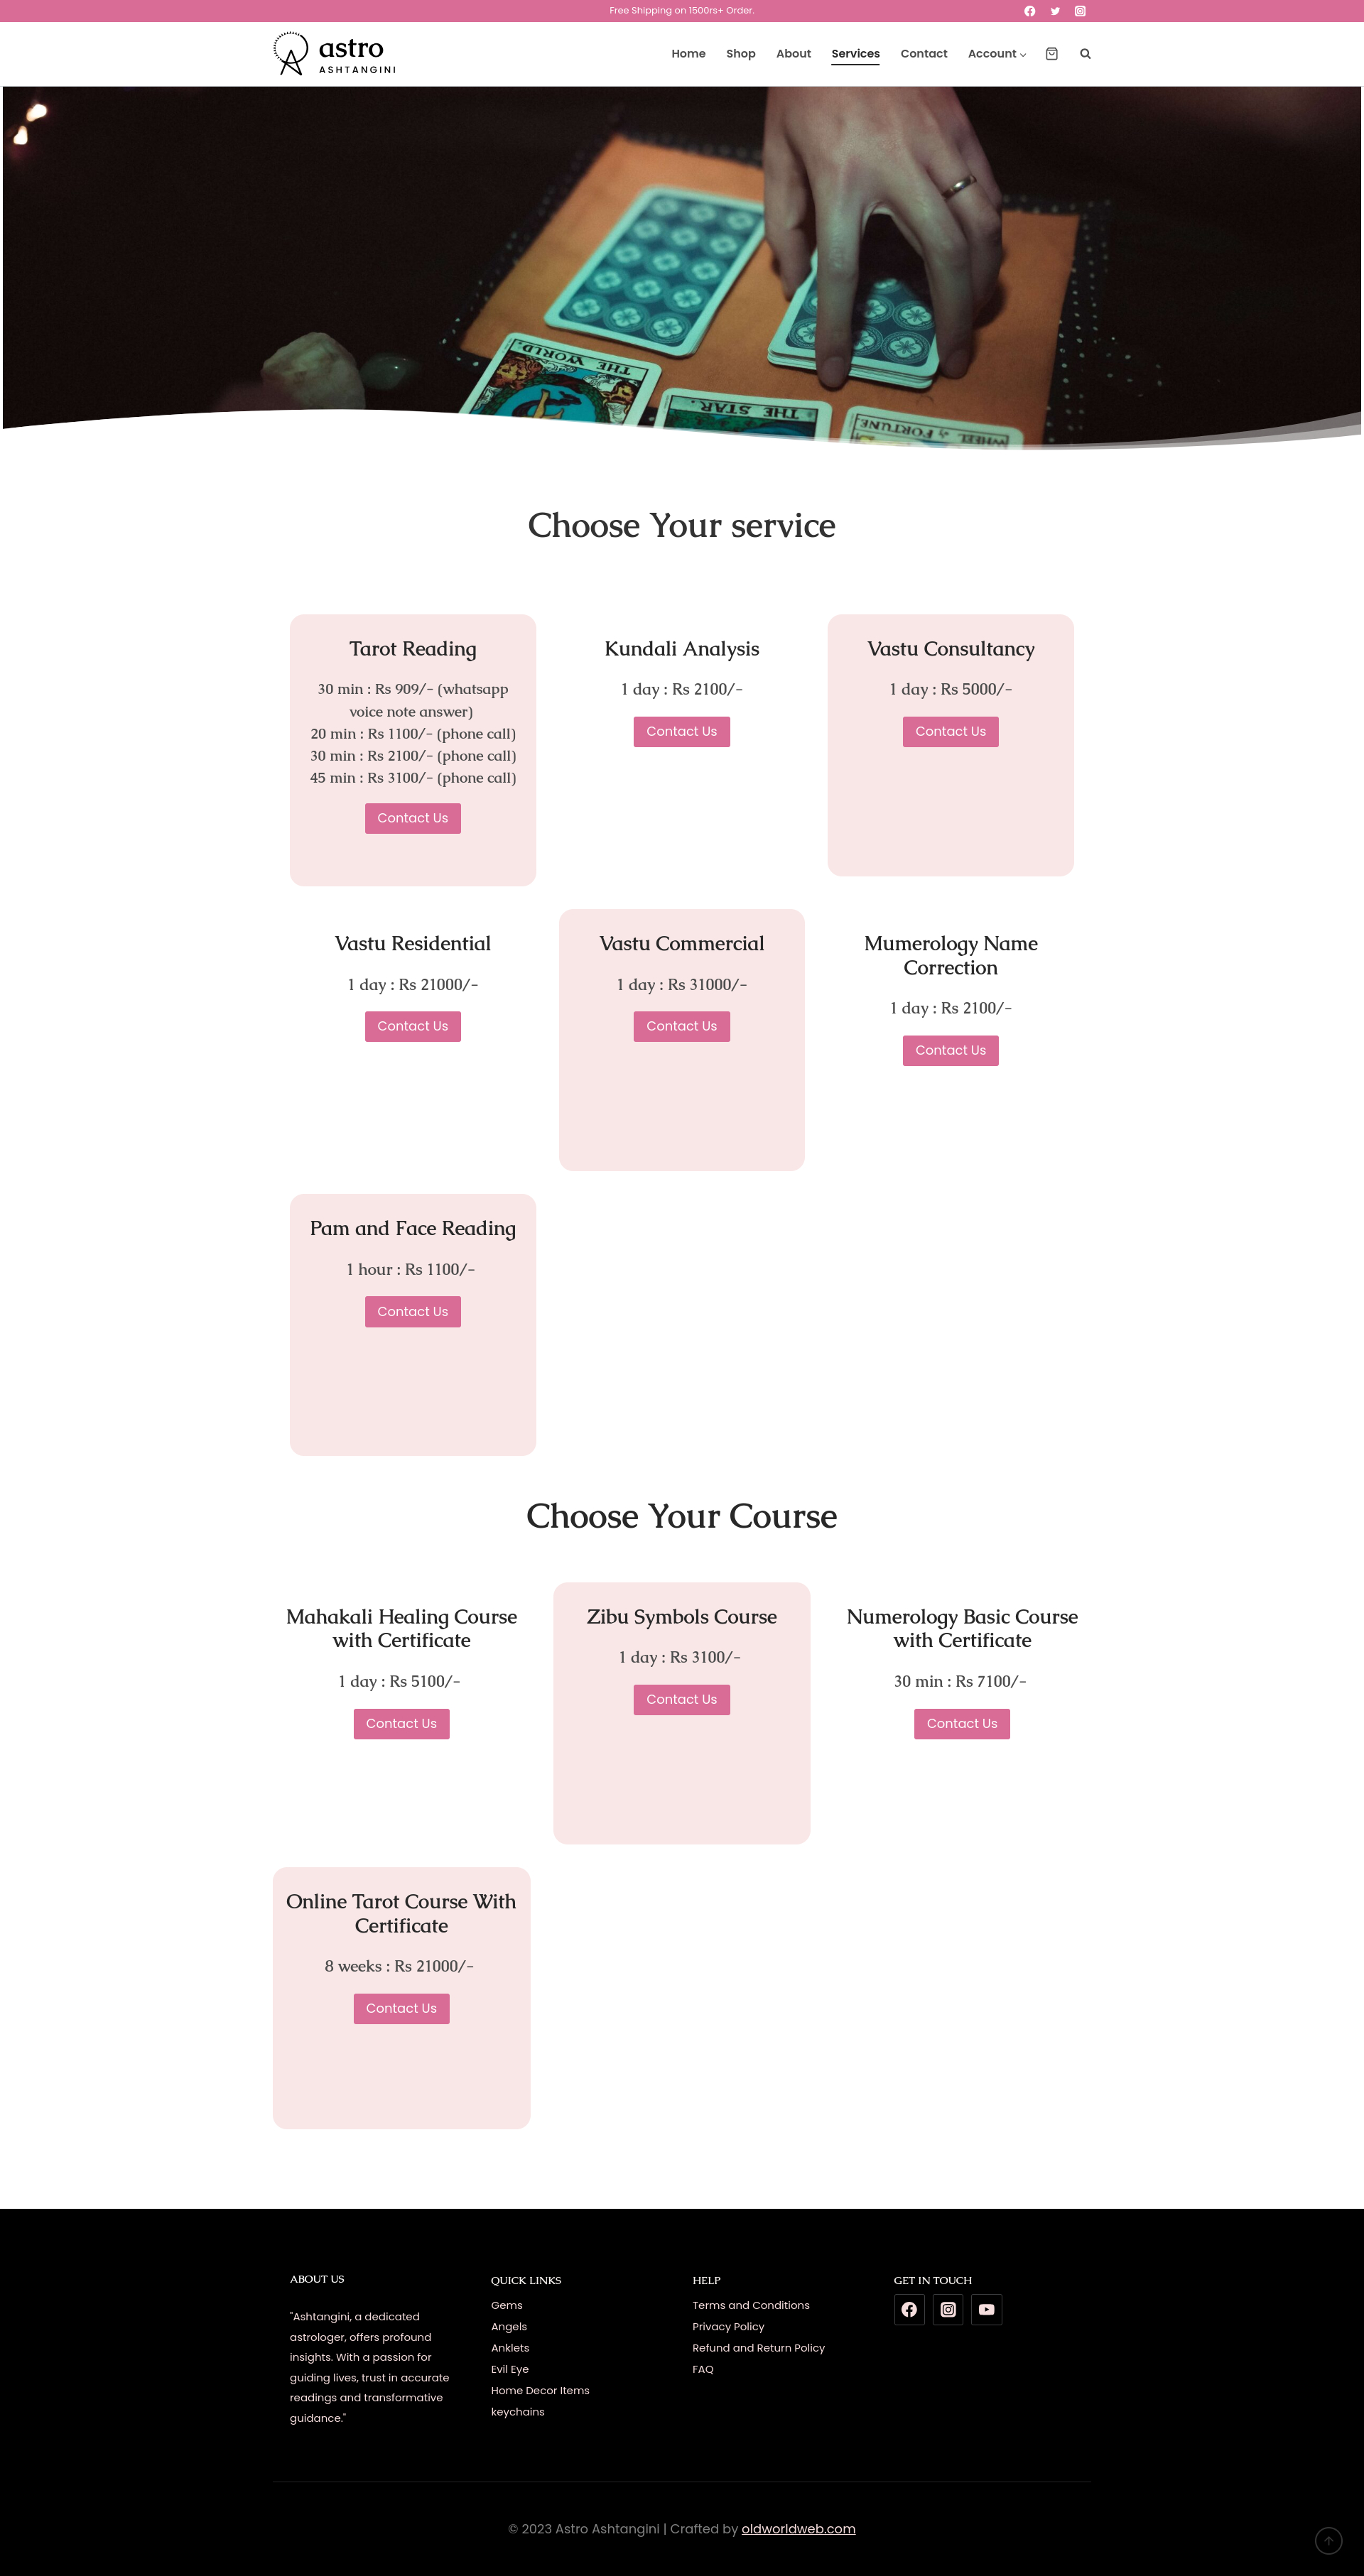 Free Shipping on 1500rs+ Order.
astro
ASHTANGINI
Home Shop About Services Contact Account
THE WORLD.
THE STAR.
WHEEL of FORTUNE
Choose Your service
Tarot Reading
30 min : Rs 909/- (whatsapp
voice note answer)
20 min : Rs 1100/- (phone call)
30 min : Rs 2100/- (phone call)
45 min : Rs 3100/- (phone call)
Contact Us
Kundali Analysis
1 day : Rs 2100/-
Contact Us
Vastu Consultancy
1 day : Rs 5000/-
Contact Us
Vastu Residential
1 day : Rs 21000/-
Contact Us
Vastu Commercial
1 day : Rs 31000/-
Contact Us
Mumerology Name
Correction
1 day : Rs 2100/-
Contact Us
Pam and Face Reading
1 hour : Rs 1100/-
Contact Us
Choose Your Course
Mahakali Healing Course
with Certificate
1 day : Rs 5100/-
Contact Us
Zibu Symbols Course
1 day : Rs 3100/-
Contact Us
Numerology Basic Course
with Certificate
30 min : Rs 7100/-
Contact Us
Online Tarot Course With
Certificate
8 weeks : Rs 21000/-
Contact Us
ABOUT US
"Ashtangini, a dedicated
astrologer, offers profound
insights. With a passion for
guiding lives, trust in accurate
readings and transformative
guidance."
QUICK LINKS
Gems
Angels
Anklets
Evil Eye
Home Decor Items
keychains
HELP
Terms and Conditions
Privacy Policy
Refund and Return Policy
FAQ
GET IN TOUCH
© 2023 Astro Ashtangini | Crafted by oldworldweb.com